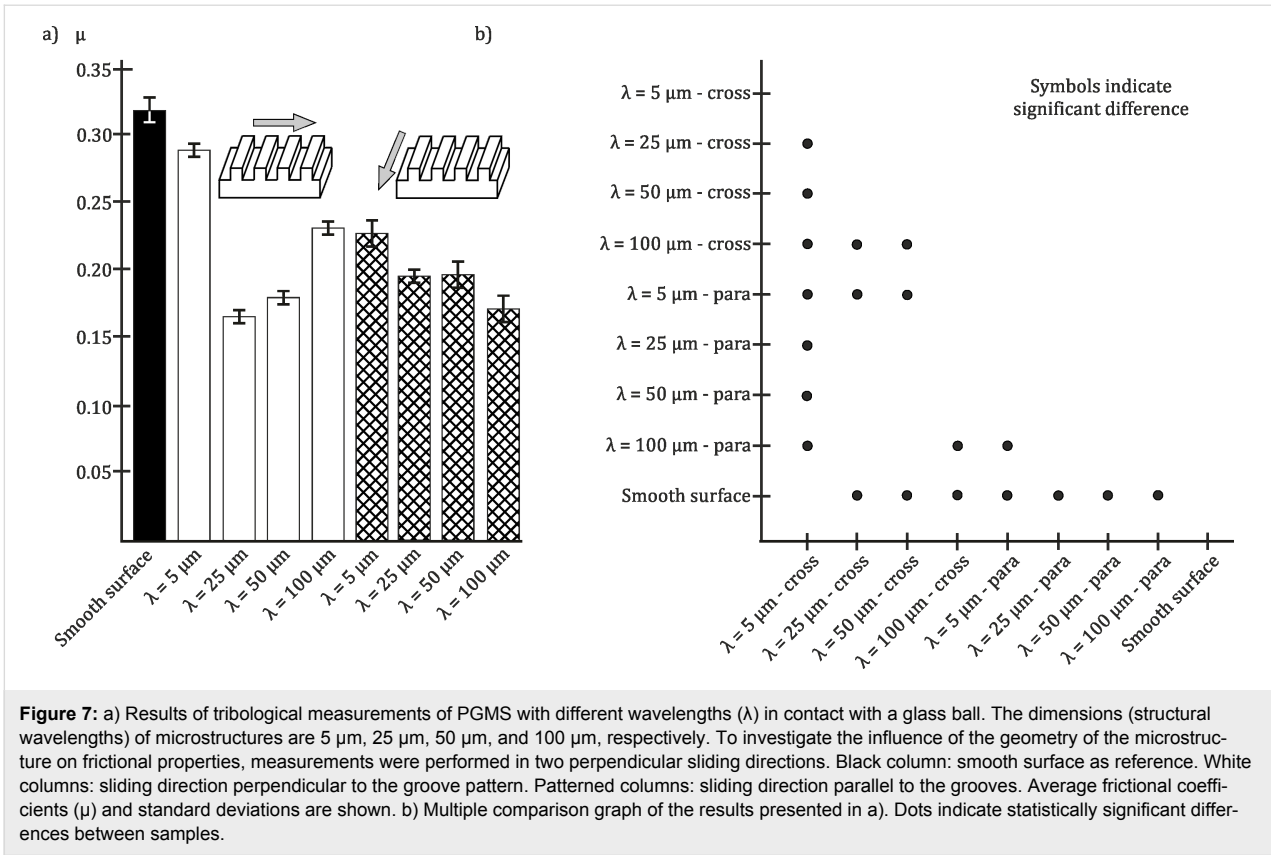 a) μ
0.35
0.30
0.25
0.20
0.15
0.10
0.05
Smooth surface
λ = 5 μm
λ = 25 μm
λ = 50 μm
λ = 100 μm
λ = 5 μm
λ = 25 μm
λ = 50 μm
λ = 100 μm
b)
Symbols indicate
significant difference
λ = 5 μm - cross
λ = 25 μm - cross
λ = 50 μm - cross
λ = 100 μm - cross
λ = 5 μm - para
λ = 25 μm - para
λ = 50 μm - para
λ = 100 μm - para
Smooth surface
λ = 5 μm - cross
λ = 25 μm - cross
λ = 50 μm - cross
λ = 100 μm - cross
λ = 5 μm - para
λ = 25 μm - para
λ = 50 μm - para
λ = 100 μm - para
Smooth surface
Figure 7: a) Results of tribological measurements of PGMS with different wavelengths (λ) in contact with a glass ball. The dimensions (structural
wavelengths) of microstructures are 5 μm, 25 μm, 50 μm, and 100 μm, respectively. To investigate the influence of the geometry of the microstruc-
ture on frictional properties, measurements were performed in two perpendicular sliding directions. Black column: smooth surface as reference. White
columns: sliding direction perpendicular to the groove pattern. Patterned columns: sliding direction parallel to the grooves. Average frictional coeffi-
cients (μ) and standard deviations are shown. b) Multiple comparison graph of the results presented in a). Dots indicate statistically significant differ-
ences between samples.